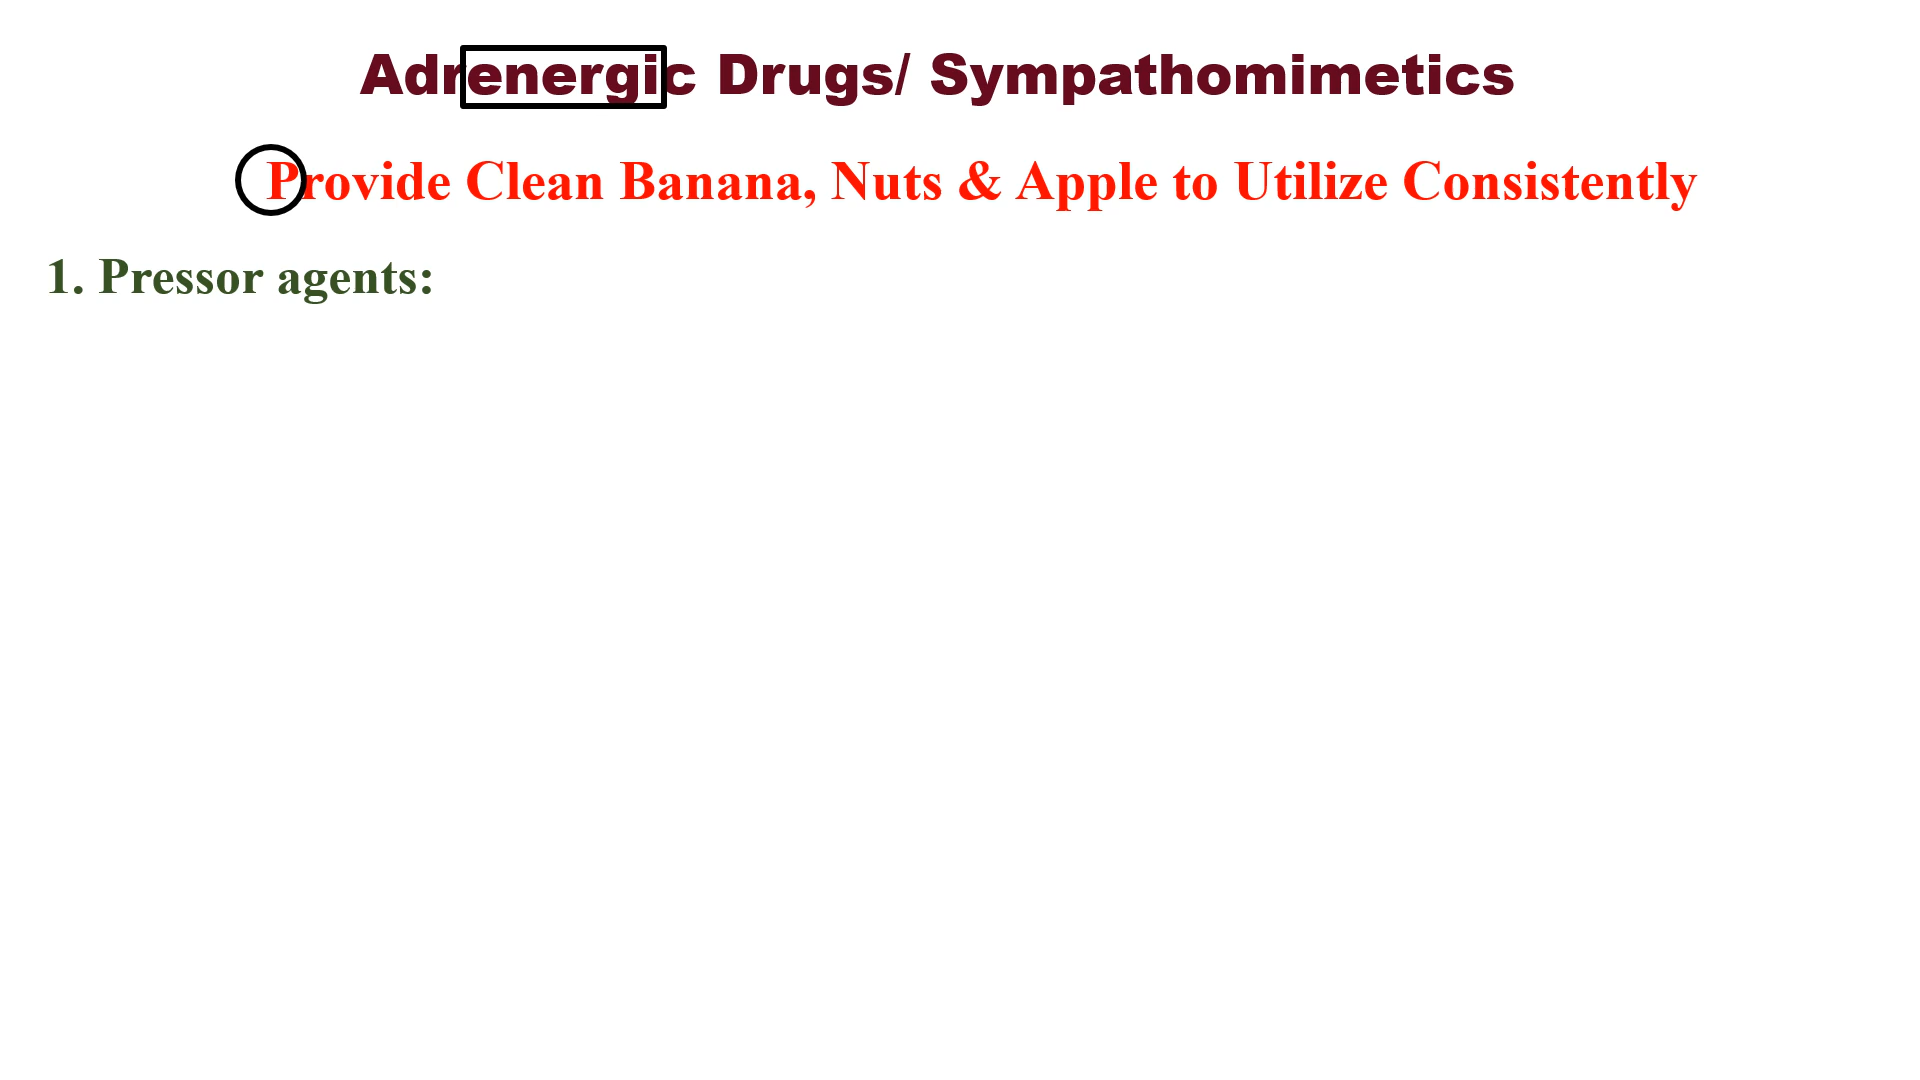 Adrenergic Drugs/ Sympathomimetics
Provide Clean Banana, Nuts & Apple to Utilize Consistently
1. Pressor agents: